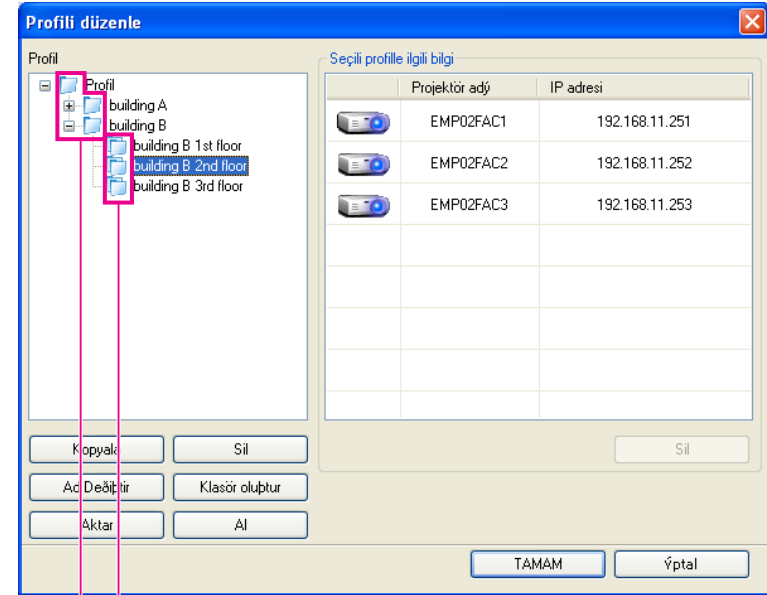 Profili düzenle
Profil
Profil
building A
building B
building B 1st floor
building B 2nd floor
building B 3rd floor
Kopyala
Sil
Ad Deðiþtir
Klasör oluþtur
Aktar
Al
Seçili profille ilgili bilgi
Projektör adý
IP adresi
EMP02FAC1
192.168.11.251
EMP02FAC2
192.168.11.252
EMP02FAC3
192.168.11.253
Sil
TAMAM
Ýptal